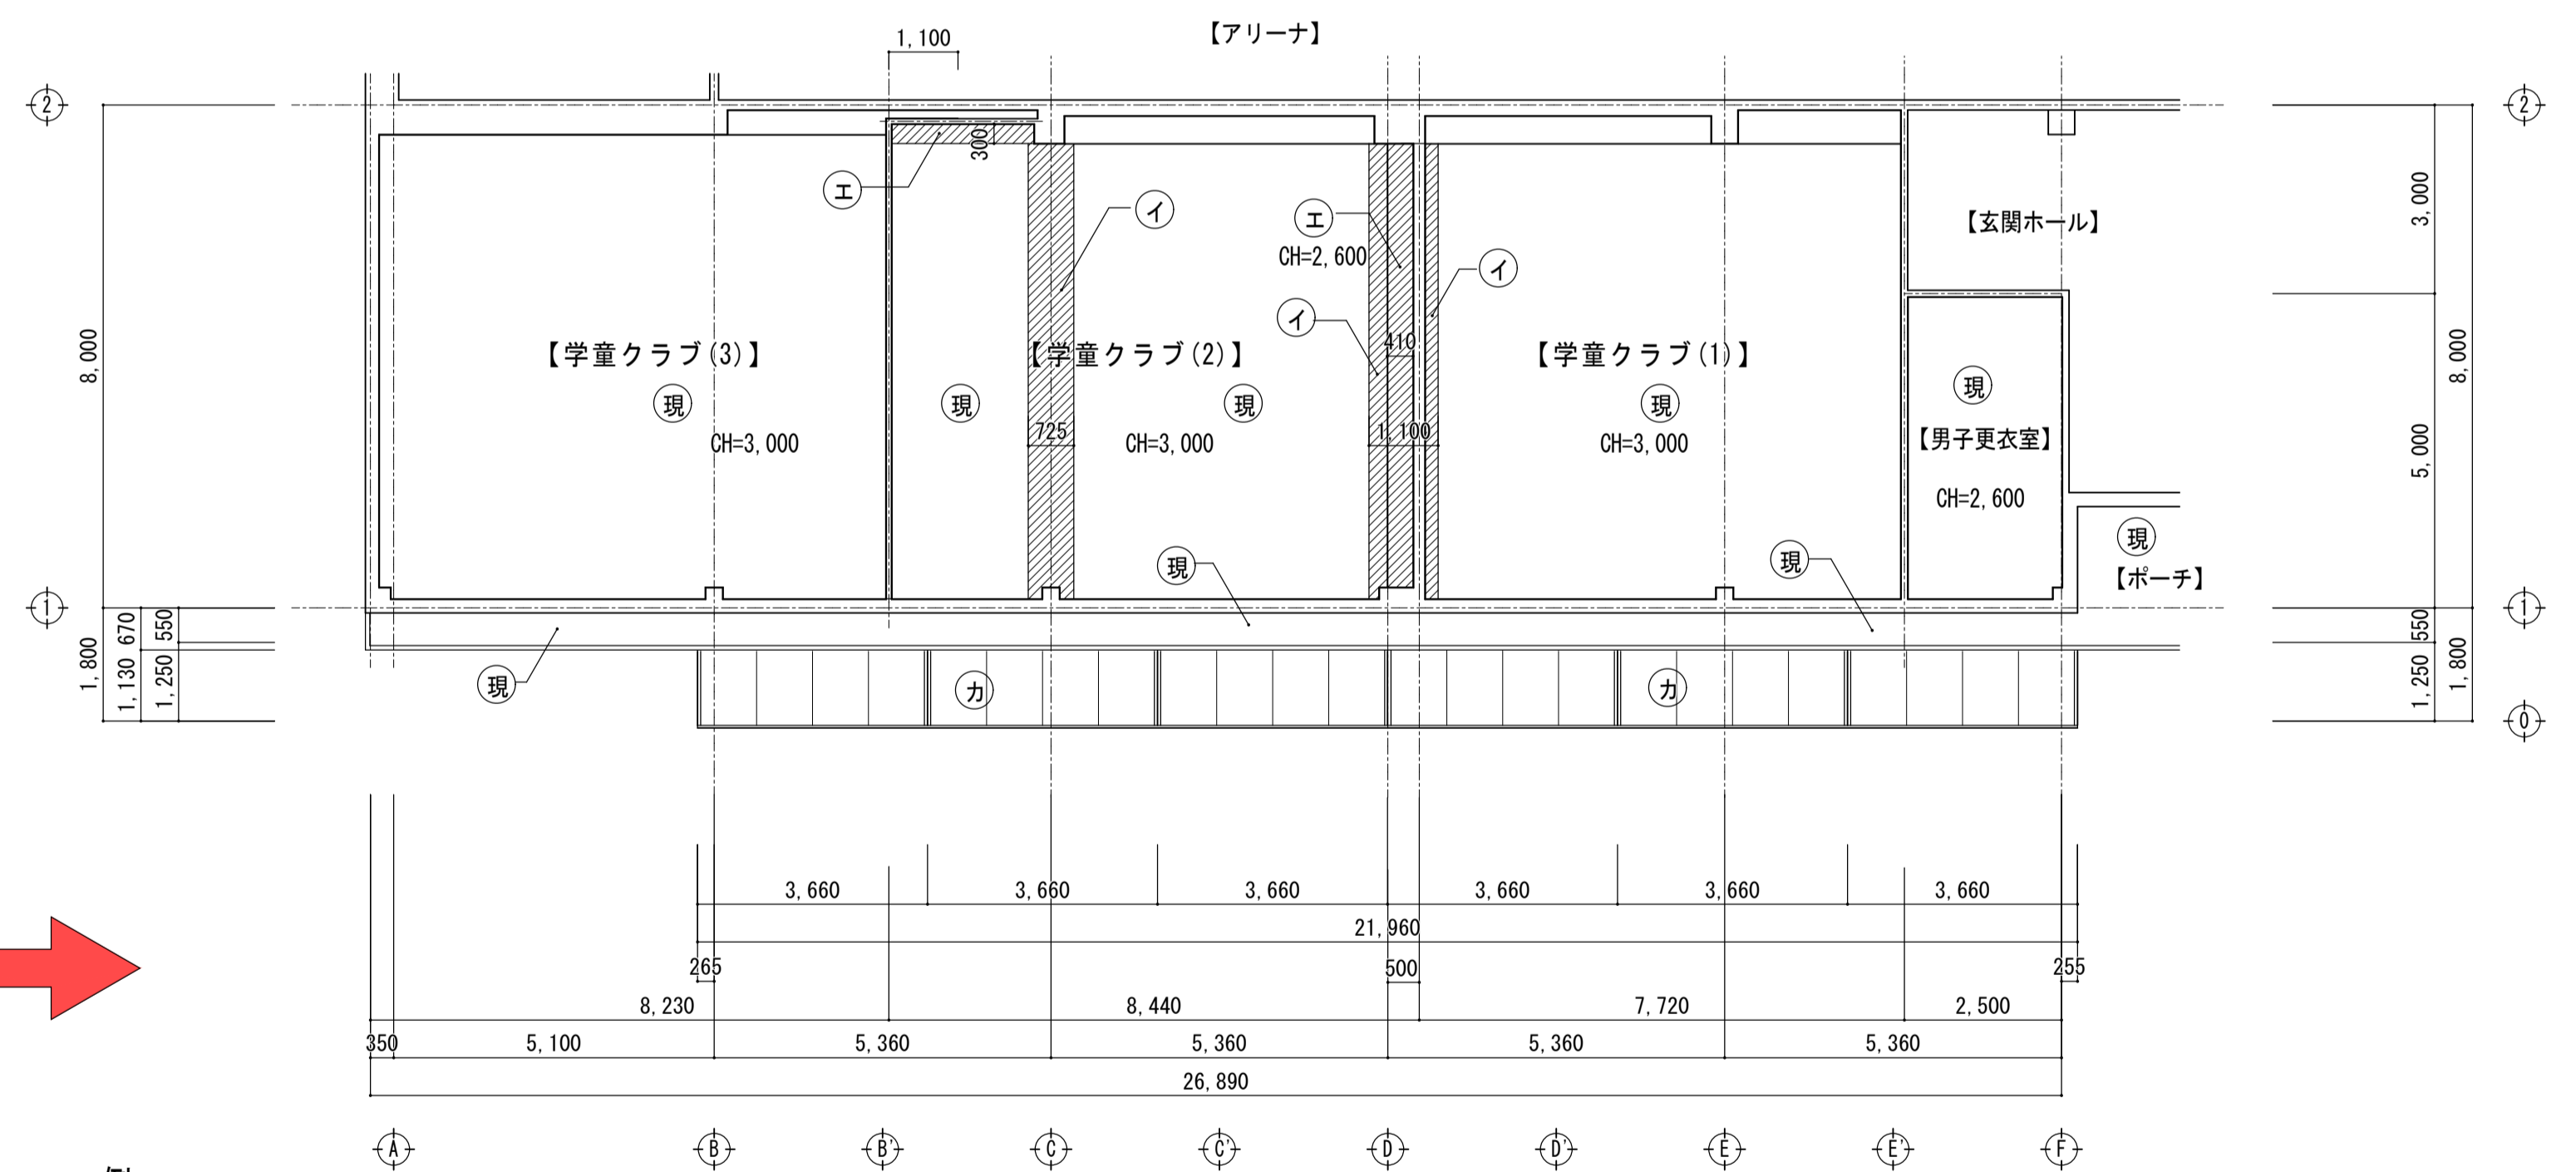 【アリーナ】
1,100
2
2
300
エ
イ
エ
CH=2,600
イ
イ
【玄関ホール】
3,000
8,000
【学童クラブ(3)】
【学童クラブ(2)】
410
【学童クラブ(1)】
8,000
現
現
現
現
現
CH=3,000
725
CH=3,000
1,100
CH=3,000
【男子更衣室】
5,000
CH=2,600
現
現
現
【ポーチ】
1
1
1,800
1,130
670
1,250
550
現
カ
カ
1,250
550
1,800
0
3,660
3,660
3,660
3,660
3,660
3,660
21,960
265
500
255
8,230
8,440
7,720
2,500
350
5,100
5,360
5,360
5,360
5,360
26,890
A
B
B'
C
C'
D
D'
E
E'
F